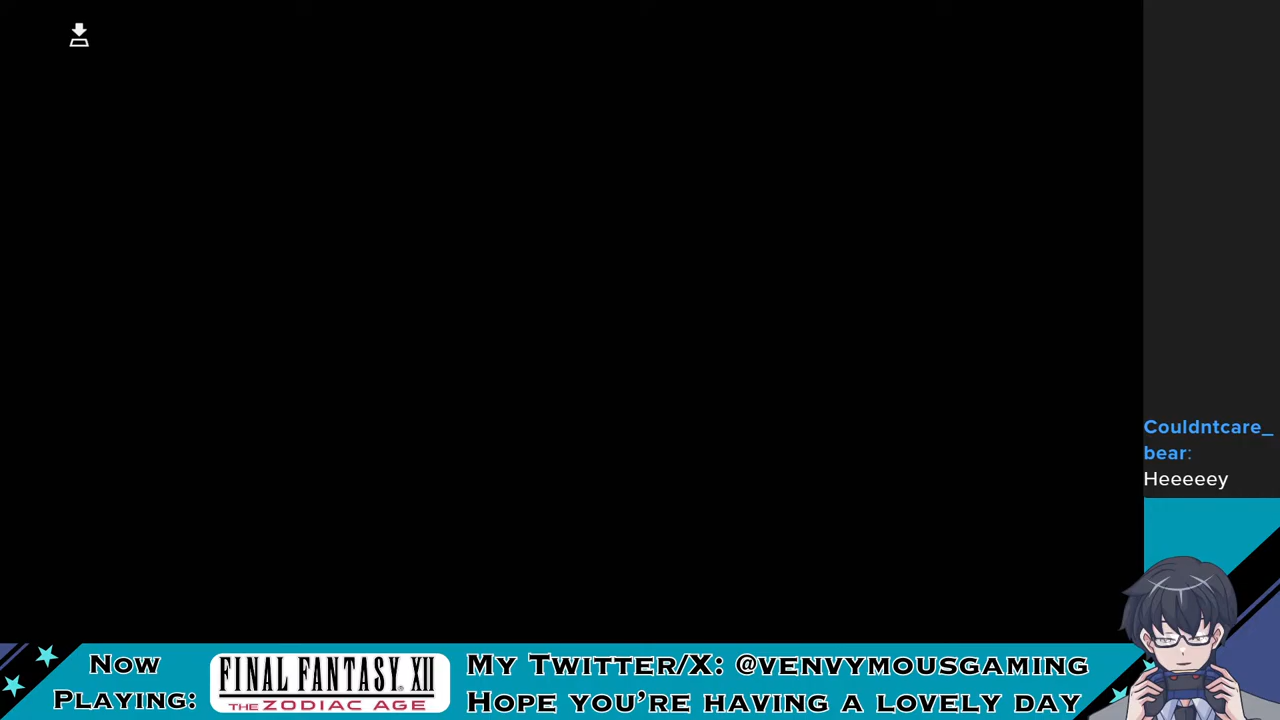 Couldntcare_
bear:
Heeeeey
Now
Playing:
FINAL FANTASY XII
THE ZODIAC AGE
My Twitter/X: @venvymousgaming
Hope you're having a lovely day